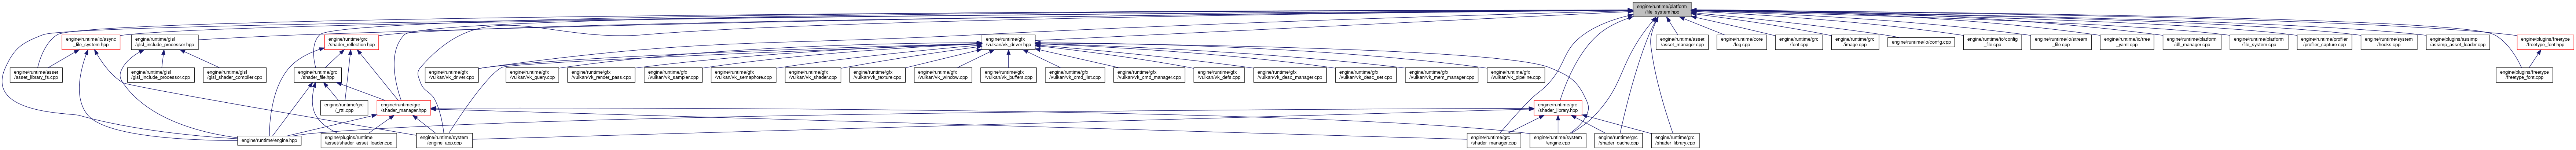 engine/runtime/platform
/file_system.hpp
engine/runtime/io/async
_file_system.hpp
engine/runtime/glsl
/glsl_include_processor.hpp
engine/runtime/grc
/shader_reflection.hpp
engine/runtime/gfx
/vulkan/vk_driver.hpp
engine/runtime/asset
/asset_manager.cpp
engine/runtime/core
/log.cpp
engine/runtime/grc
/font.cpp
engine/runtime/grc
/image.cpp
engine/runtime/io/config.cpp
engine/runtime/io/config
_file.cpp
engine/runtime/io/stream
_file.cpp
engine/runtime/io/tree
_yaml.cpp
engine/runtime/platform
/dll_manager.cpp
engine/runtime/platform
/file_system.cpp
engine/runtime/profiler
/profiler_capture.cpp
engine/runtime/system
/hooks.cpp
engine/plugins/assimp
/assimp_asset_loader.cpp
engine/plugins/freetype
/freetype_font.hpp
engine/runtime/asset
/asset_library_fs.cpp
engine/runtime/glsl
/glsl_include_processor.cpp
engine/runtime/glsl
/glsl_shader_compiler.cpp
engine/runtime/grc
/shader_file.hpp
engine/runtime/gfx
/vulkan/vk_driver.cpp
engine/runtime/gfx
/vulkan/vk_query.cpp
engine/runtime/gfx
/vulkan/vk_render_pass.cpp
engine/runtime/gfx
/vulkan/vk_sampler.cpp
engine/runtime/gfx
/vulkan/vk_semaphore.cpp
engine/runtime/gfx
/vulkan/vk_shader.cpp
engine/runtime/gfx
/vulkan/vk_texture.cpp
engine/runtime/gfx
/vulkan/vk_window.cpp
engine/runtime/gfx
/vulkan/vk_buffers.cpp
engine/runtime/gfx
/vulkan/vk_cmd_list.cpp
engine/runtime/gfx
/vulkan/vk_cmd_manager.cpp
engine/runtime/gfx
/vulkan/vk_defs.cpp
engine/runtime/gfx
/vulkan/vk_desc_manager.cpp
engine/runtime/gfx
/vulkan/vk_desc_set.cpp
engine/runtime/gfx
/vulkan/vk_mem_manager.cpp
engine/runtime/gfx
/vulkan/vk_pipeline.cpp
engine/plugins/freetype
/freetype_font.cpp
engine/runtime/grc
/_rtti.cpp
engine/runtime/grc
/shader_manager.hpp
engine/runtime/grc
/shader_library.hpp
engine/runtime/engine.hpp
engine/plugins/runtime
/asset/shader_asset_loader.cpp
engine/runtime/system
/engine_app.cpp
engine/runtime/grc
/shader_manager.cpp
engine/runtime/system
/engine.cpp
engine/runtime/grc
/shader_cache.cpp
engine/runtime/grc
/shader_library.cpp